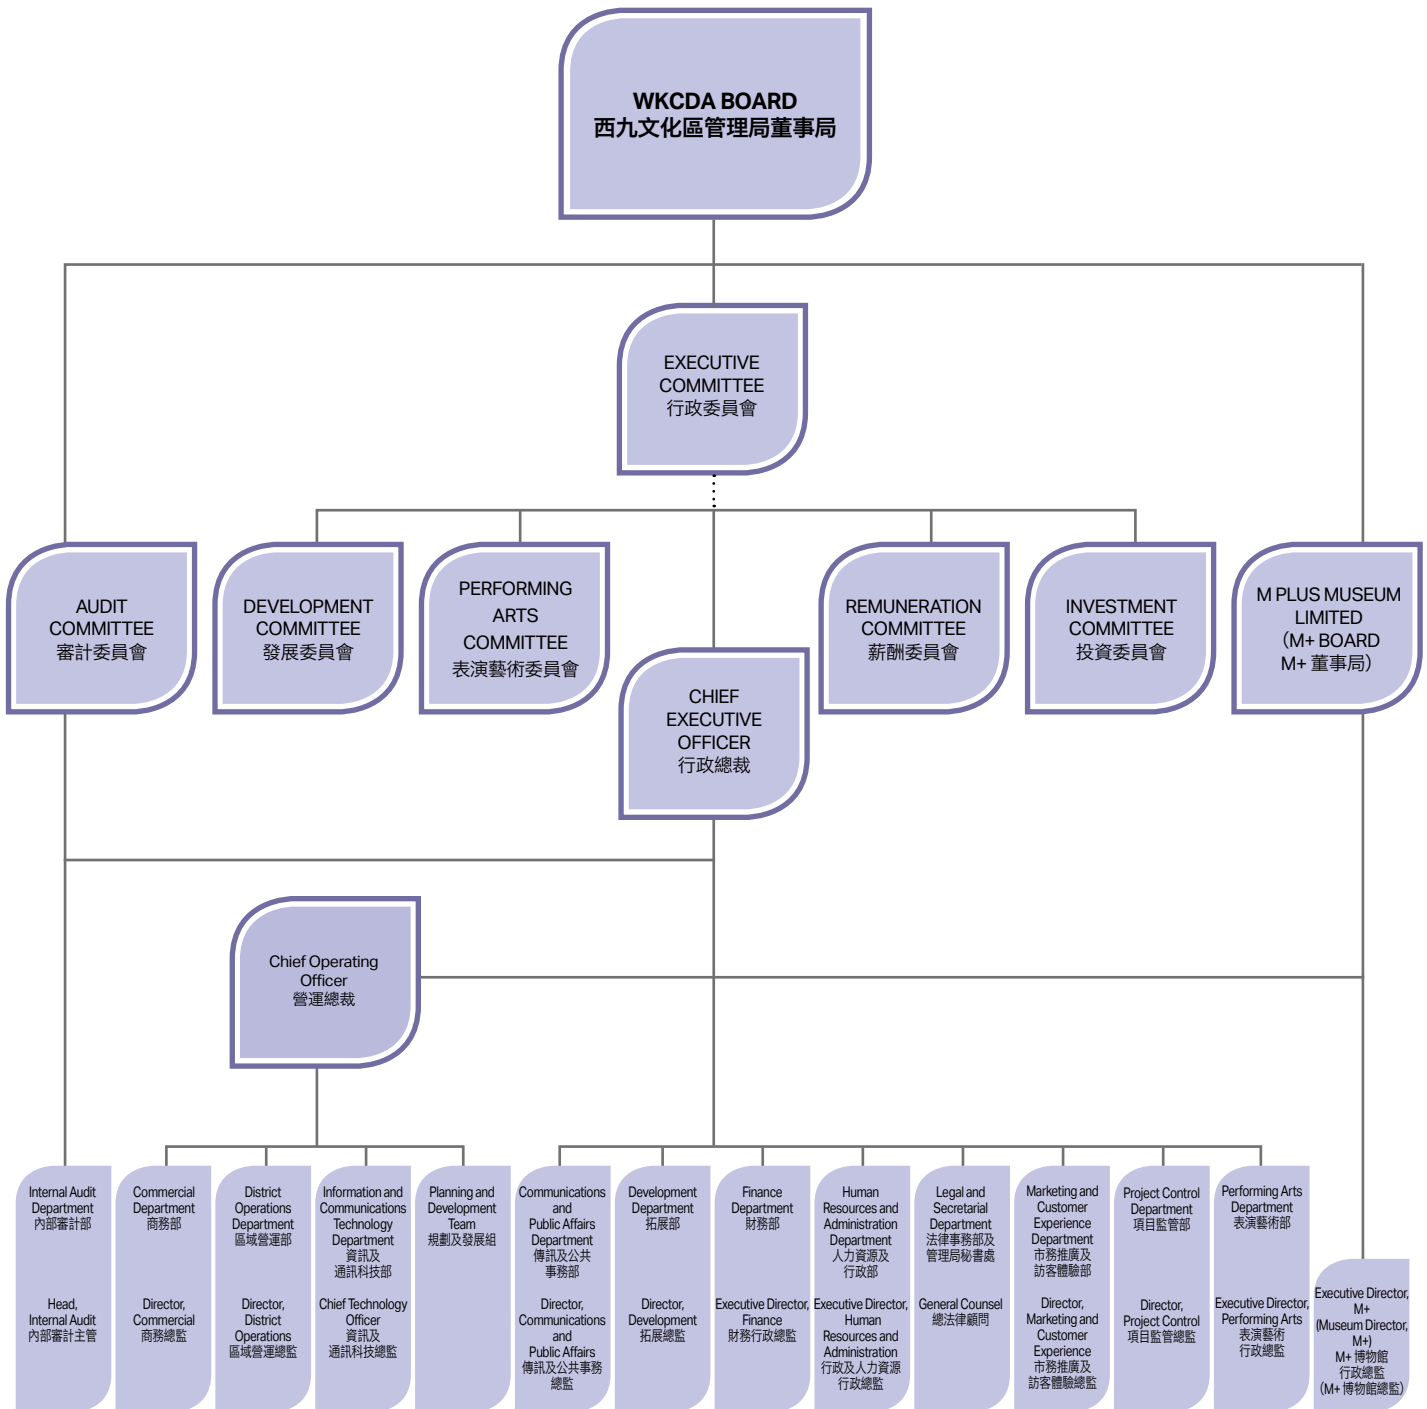 WKCDA BOARD
西九文化區管理局董事局
EXECUTIVE
COMMITTEE
行政委員會
AUDIT
COMMITTEE
審計委員會
DEVELOPMENT
COMMITTEE
發展委員會
PERFORMING
ARTS
COMMITTEE
表演藝術委員會
REMUNERATION
COMMITTEE
薪酬委員會
INVESTMENT
COMMITTEE
投資委員會
M PLUS MUSEUM
LIMITED
（M+ BOARD
M+ 董事局）
CHIEF
EXECUTIVE
OFFICER
行政總裁
Chief Operating
Officer
營運總裁
Internal Audit
Department
內部審計部
Head,
Internal Audit
內部審計主管
Commercial
Department
商務部
Director,
Commercial
商務總監
District
Operations
Department
區域營運部
Director,
District
Operations
區域營運總監
Information and
Communications
Technology
Department
資訊及
通訊科技部
Chief Technology
Officer
資訊及
通訊科技總監
Planning and
Development
Team
規劃及發展組
Communications
and
Public Affairs
Department
傳訊及公共
事務部
Director,
Communications
and
Public Affairs
傳訊及公共事務
總監
Development
Department
拓展部
Director,
Development
拓展總監
Finance
Department
財務部
Executive Director,
Finance
財務行政總監
Human
Resources and
Administration
Department
人力資源及
行政部
Executive Director,
Human
Resources and
Administration
行政及人力資源
行政總監
Legal and
Secretarial
Department
法律事務部及
管理局秘書處
General Counsel
總法律顧問
Marketing and
Customer
Experience
Department
市務推廣及
訪客體驗部
Director,
Marketing and
Customer
Experience
市務推廣及
訪客體驗總監
Project Control
Department
項目監管部
Director,
Project Control
項目監管總監
Performing Arts
Department
表演藝術部
Executive Director,
Performing Arts
表演藝術
行政總監
Executive Director,
M+
(Museum Director,
M+)
M+ 博物館
行政總監
（M+ 博物館總監）